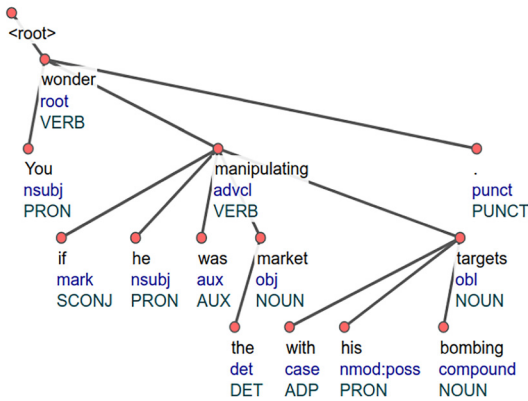 <root>
wonder
root
VERB
You
nsubj
PRON
manipulating
advcl
VERB
.
punct
PUNCT
if
mark
SCONJ
he
nsubj
PRON
was
aux
AUX
market
obj
NOUN
targets
obl
NOUN
the
det
DET
with
case
ADP
his
nmod:poss
PRON
bombing
compound
NOUN